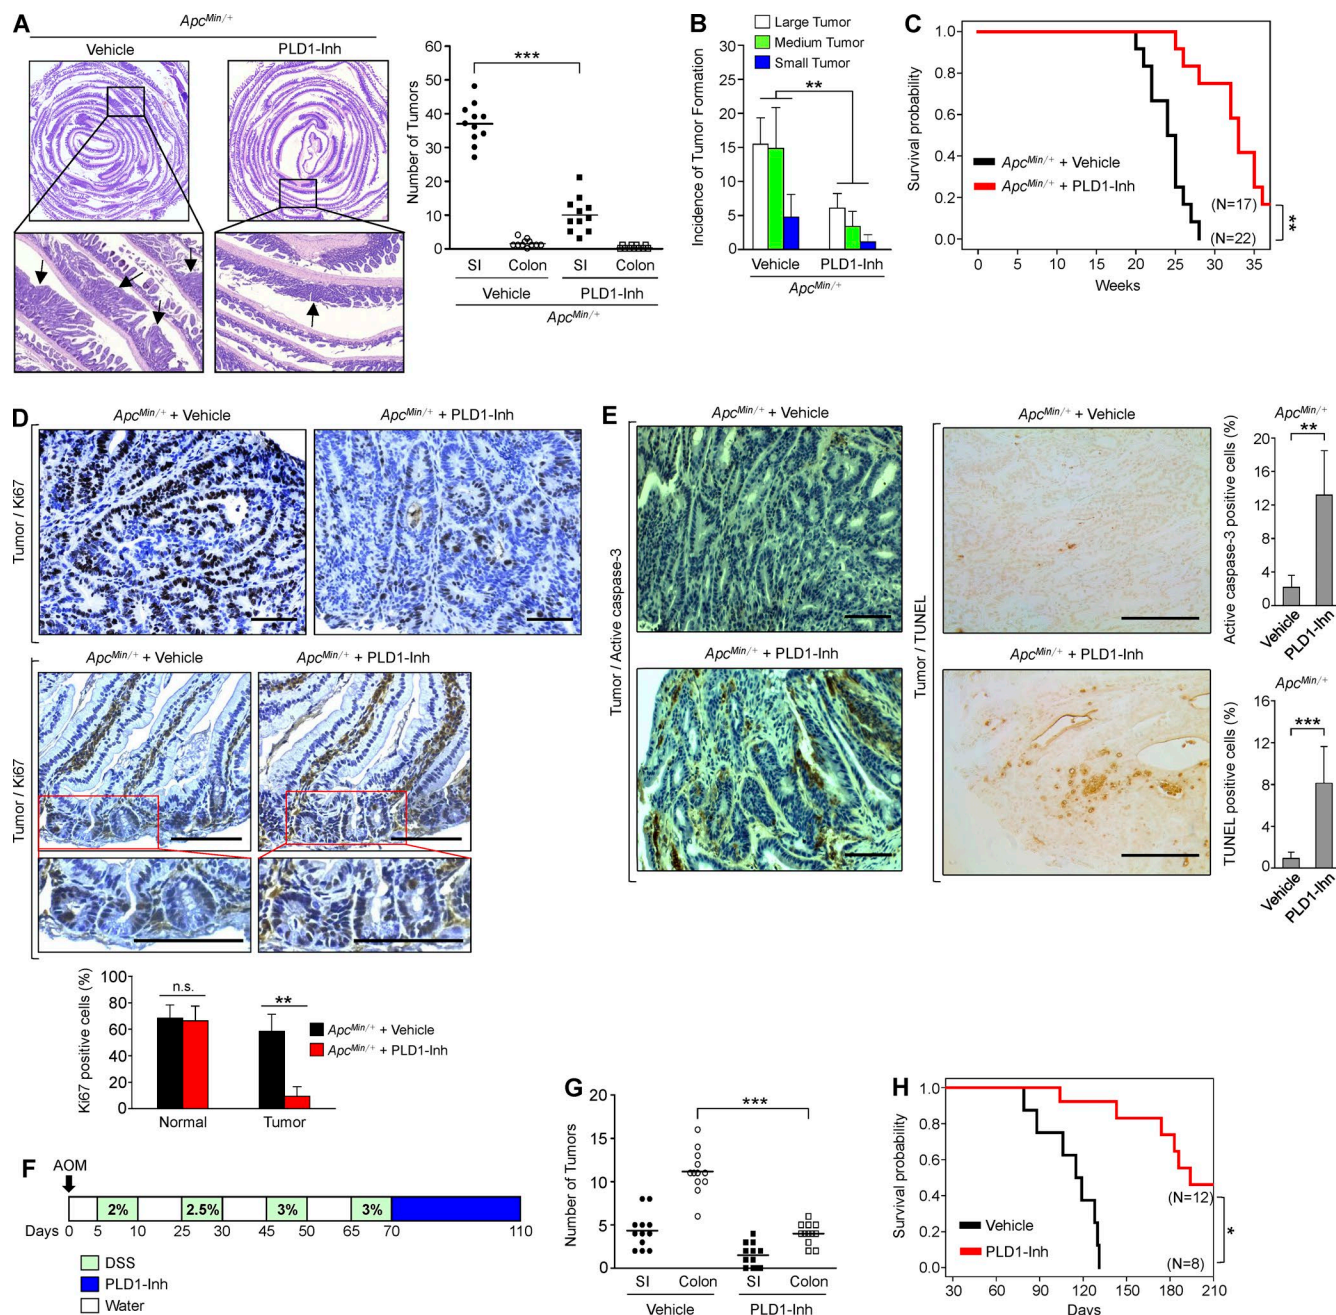 A
Apc^Min/+
Vehicle
PLD1-Inh
Number of Tumors
60
50
40
30
20
10
0
***
SI
Colon
SI
Colon
Vehicle
PLD1-Inh
Apc^Min/+
B
Large Tumor
Medium Tumor
Small Tumor
Incidence of Tumor Formation
30
25
20
15
10
5
0
**
Vehicle
PLD1-Inh
Apc^Min/+
C
Survival probability
1.0
0.8
0.6
0.4
0.2
0.0
Apc^Min/+ + Vehicle
Apc^Min/+ + PLD1-Inh
(N=17)
(N=22)
**
0 5 10 15 20 25 30 35
Weeks
D
Apc^Min/+ + Vehicle
Apc^Min/+ + PLD1-Inh
Tumor / Ki67
Apc^Min/+ + Vehicle
Apc^Min/+ + PLD1-Inh
Tumor / Ki67
Ki67 positive cells (%)
100
80
60
40
20
0
n.s.
**
Apc^Min/+ + Vehicle
Apc^Min/+ + PLD1-Inh
Normal
Tumor
E
Apc^Min/+ + Vehicle
Apc^Min/+ + PLD1-Inh
Tumor / Active caspase-3
Apc^Min/+ + Vehicle
Apc^Min/+ + PLD1-Inh
Tumor / TUNEL
Apc^Min/+
Active caspase-3 positive cells (%)
20
16
12
8
4
0
**
Vehicle
PLD1-Ihn
Apc^Min/+
TUNEL positive cells (%)
16
12
8
4
0
***
Vehicle
PLD1-Ihn
F
AOM
2%
2.5%
3%
3%
Days 0 5 10 20 25 30 45 50 65 70 110
DSS
PLD1-Inh
Water
G
Number of Tumors
20
15
10
5
0
***
SI
Colon
SI
Colon
Vehicle
PLD1-Inh
H
Survival probability
1.0
0.8
0.6
0.4
0.2
0.0
Vehicle
PLD1-Inh
(N=12)
(N=8)
*
30 60 90 120 150 180 210
Days